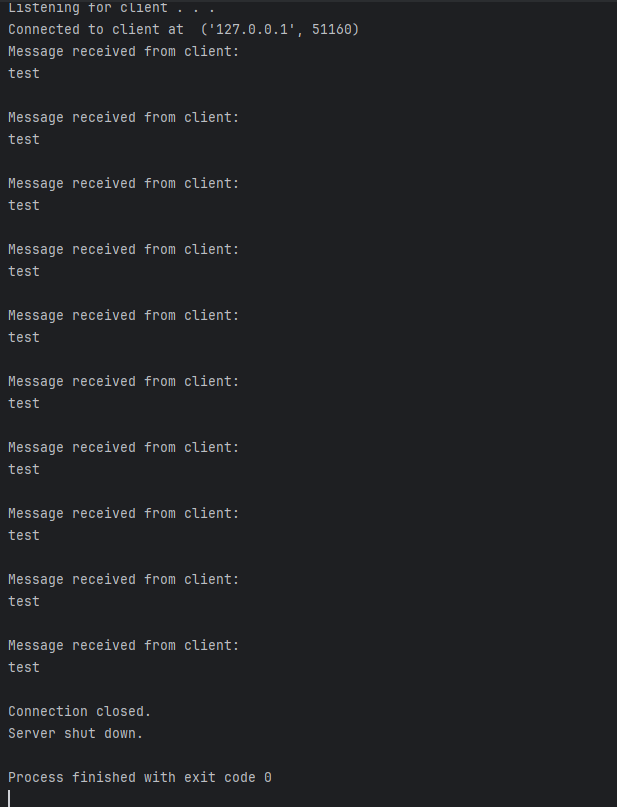 Listening for client . . .
Connected to client at  ('127.0.0.1', 51160)
Message received from client:
test
Message received from client:
test
Message received from client:
test
Message received from client:
test
Message received from client:
test
Message received from client:
test
Message received from client:
test
Message received from client:
test
Message received from client:
test
Message received from client:
test
Connection closed.
Server shut down.
Process finished with exit code 0